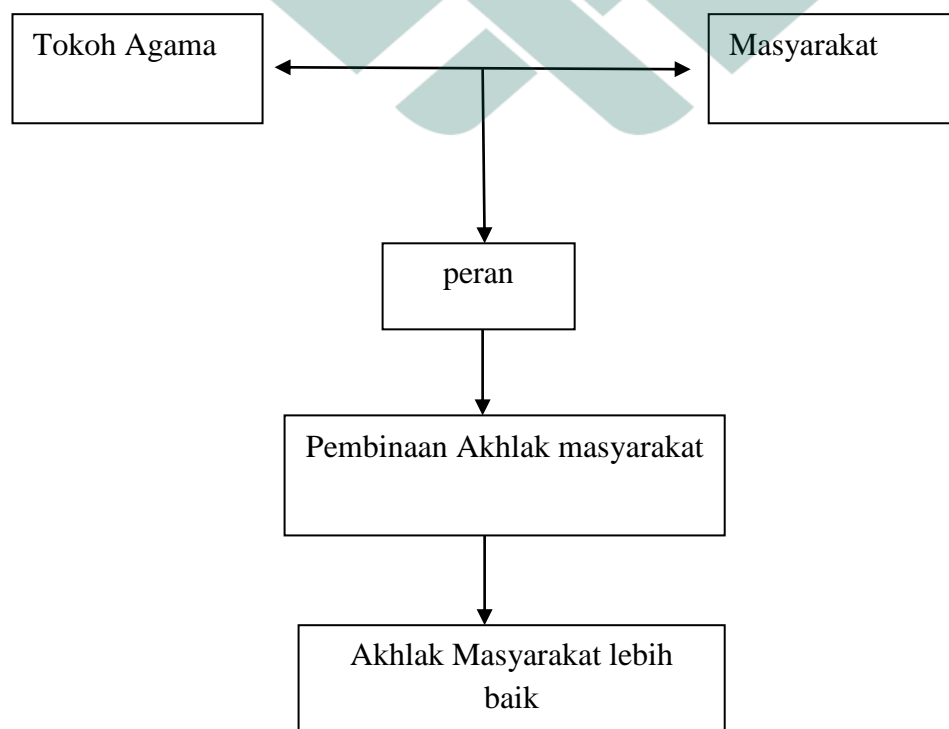 Tokoh Agama
Masyarakat
peran
Pembinaan Akhlak masyarakat
Akhlak Masyarakat lebih
baik